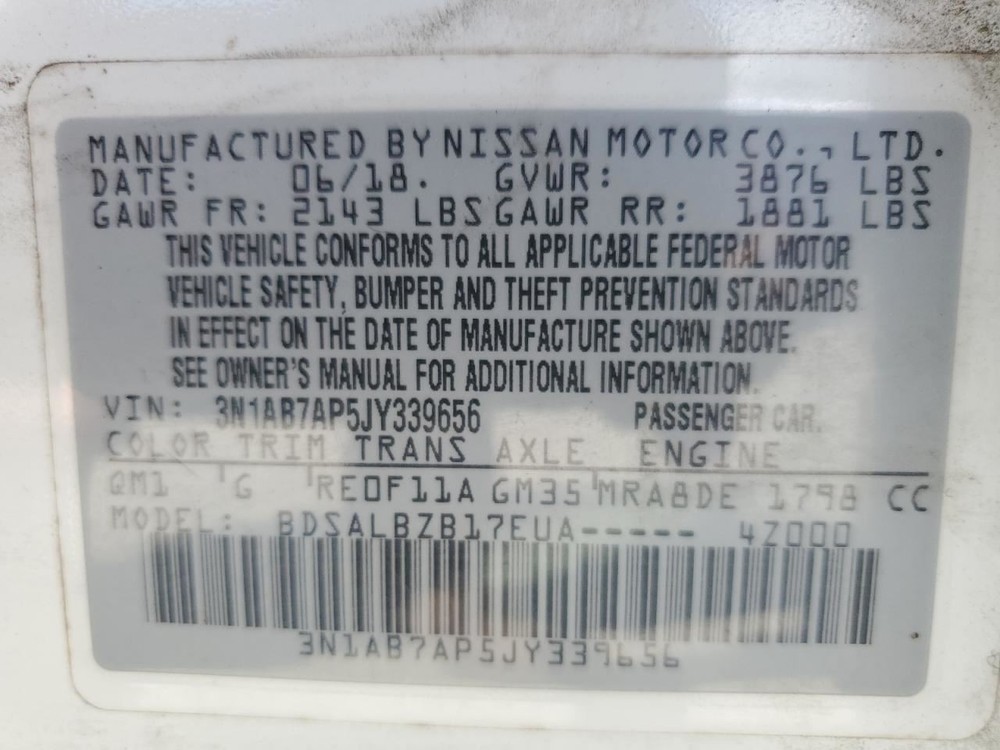 MANUFACTURED BY NISSAN MOTOR CO., LTD.
DATE: 06/18. GVWR: 3876 LBS
GAWR FR: 2143 LBS GAWR RR: 1881 LBS
THIS VEHICLE CONFORMS TO ALL APPLICABLE FEDERAL MOTOR
VEHICLE SAFETY, BUMPER AND THEFT PREVENTION STANDARDS
IN EFFECT ON THE DATE OF MANUFACTURE SHOWN ABOVE.
SEE OWNER'S MANUAL FOR ADDITIONAL INFORMATION.
VIN: 3N1AB7AP5JY339656 PASSENGER CAR.
COLOR TRIM TRANS AXLE ENGINE
QM1 G RE0F11A GM35 MRA8DE 1798 CC
MODEL: BDSALBZB17EUA----- 4Z000
3N1AB7AP5JY339656